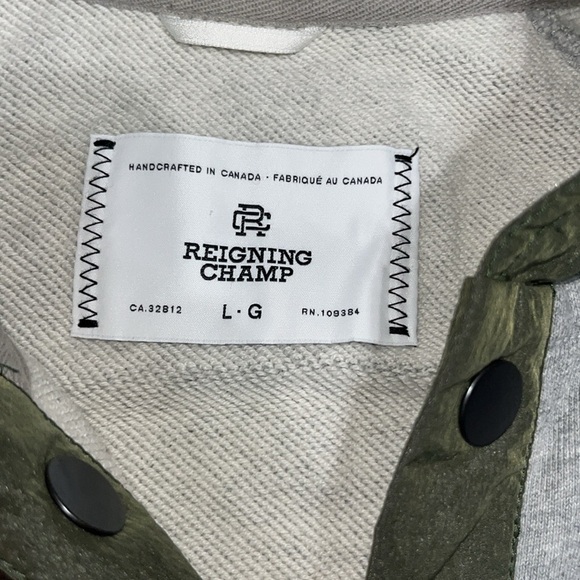 HANDCRAFTED IN CANADA · FABRIQUÉ AU CANADA
RC
REIGNING
CHAMP
CA.32812 L · G RN.109384